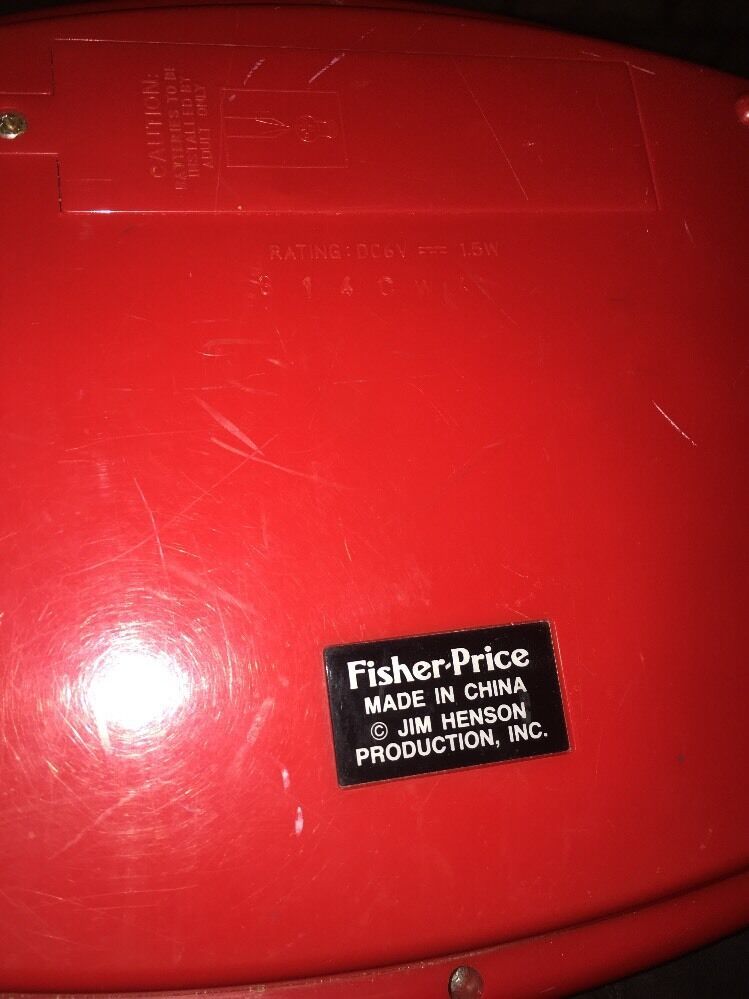 CAUTION:
BATTERIES TO BE
INSTALLED BY
ADULT ONLY
RATING: DC6V ⎓ 1.5W
Fisher-Price
MADE IN CHINA
© JIM HENSON
PRODUCTION, INC.